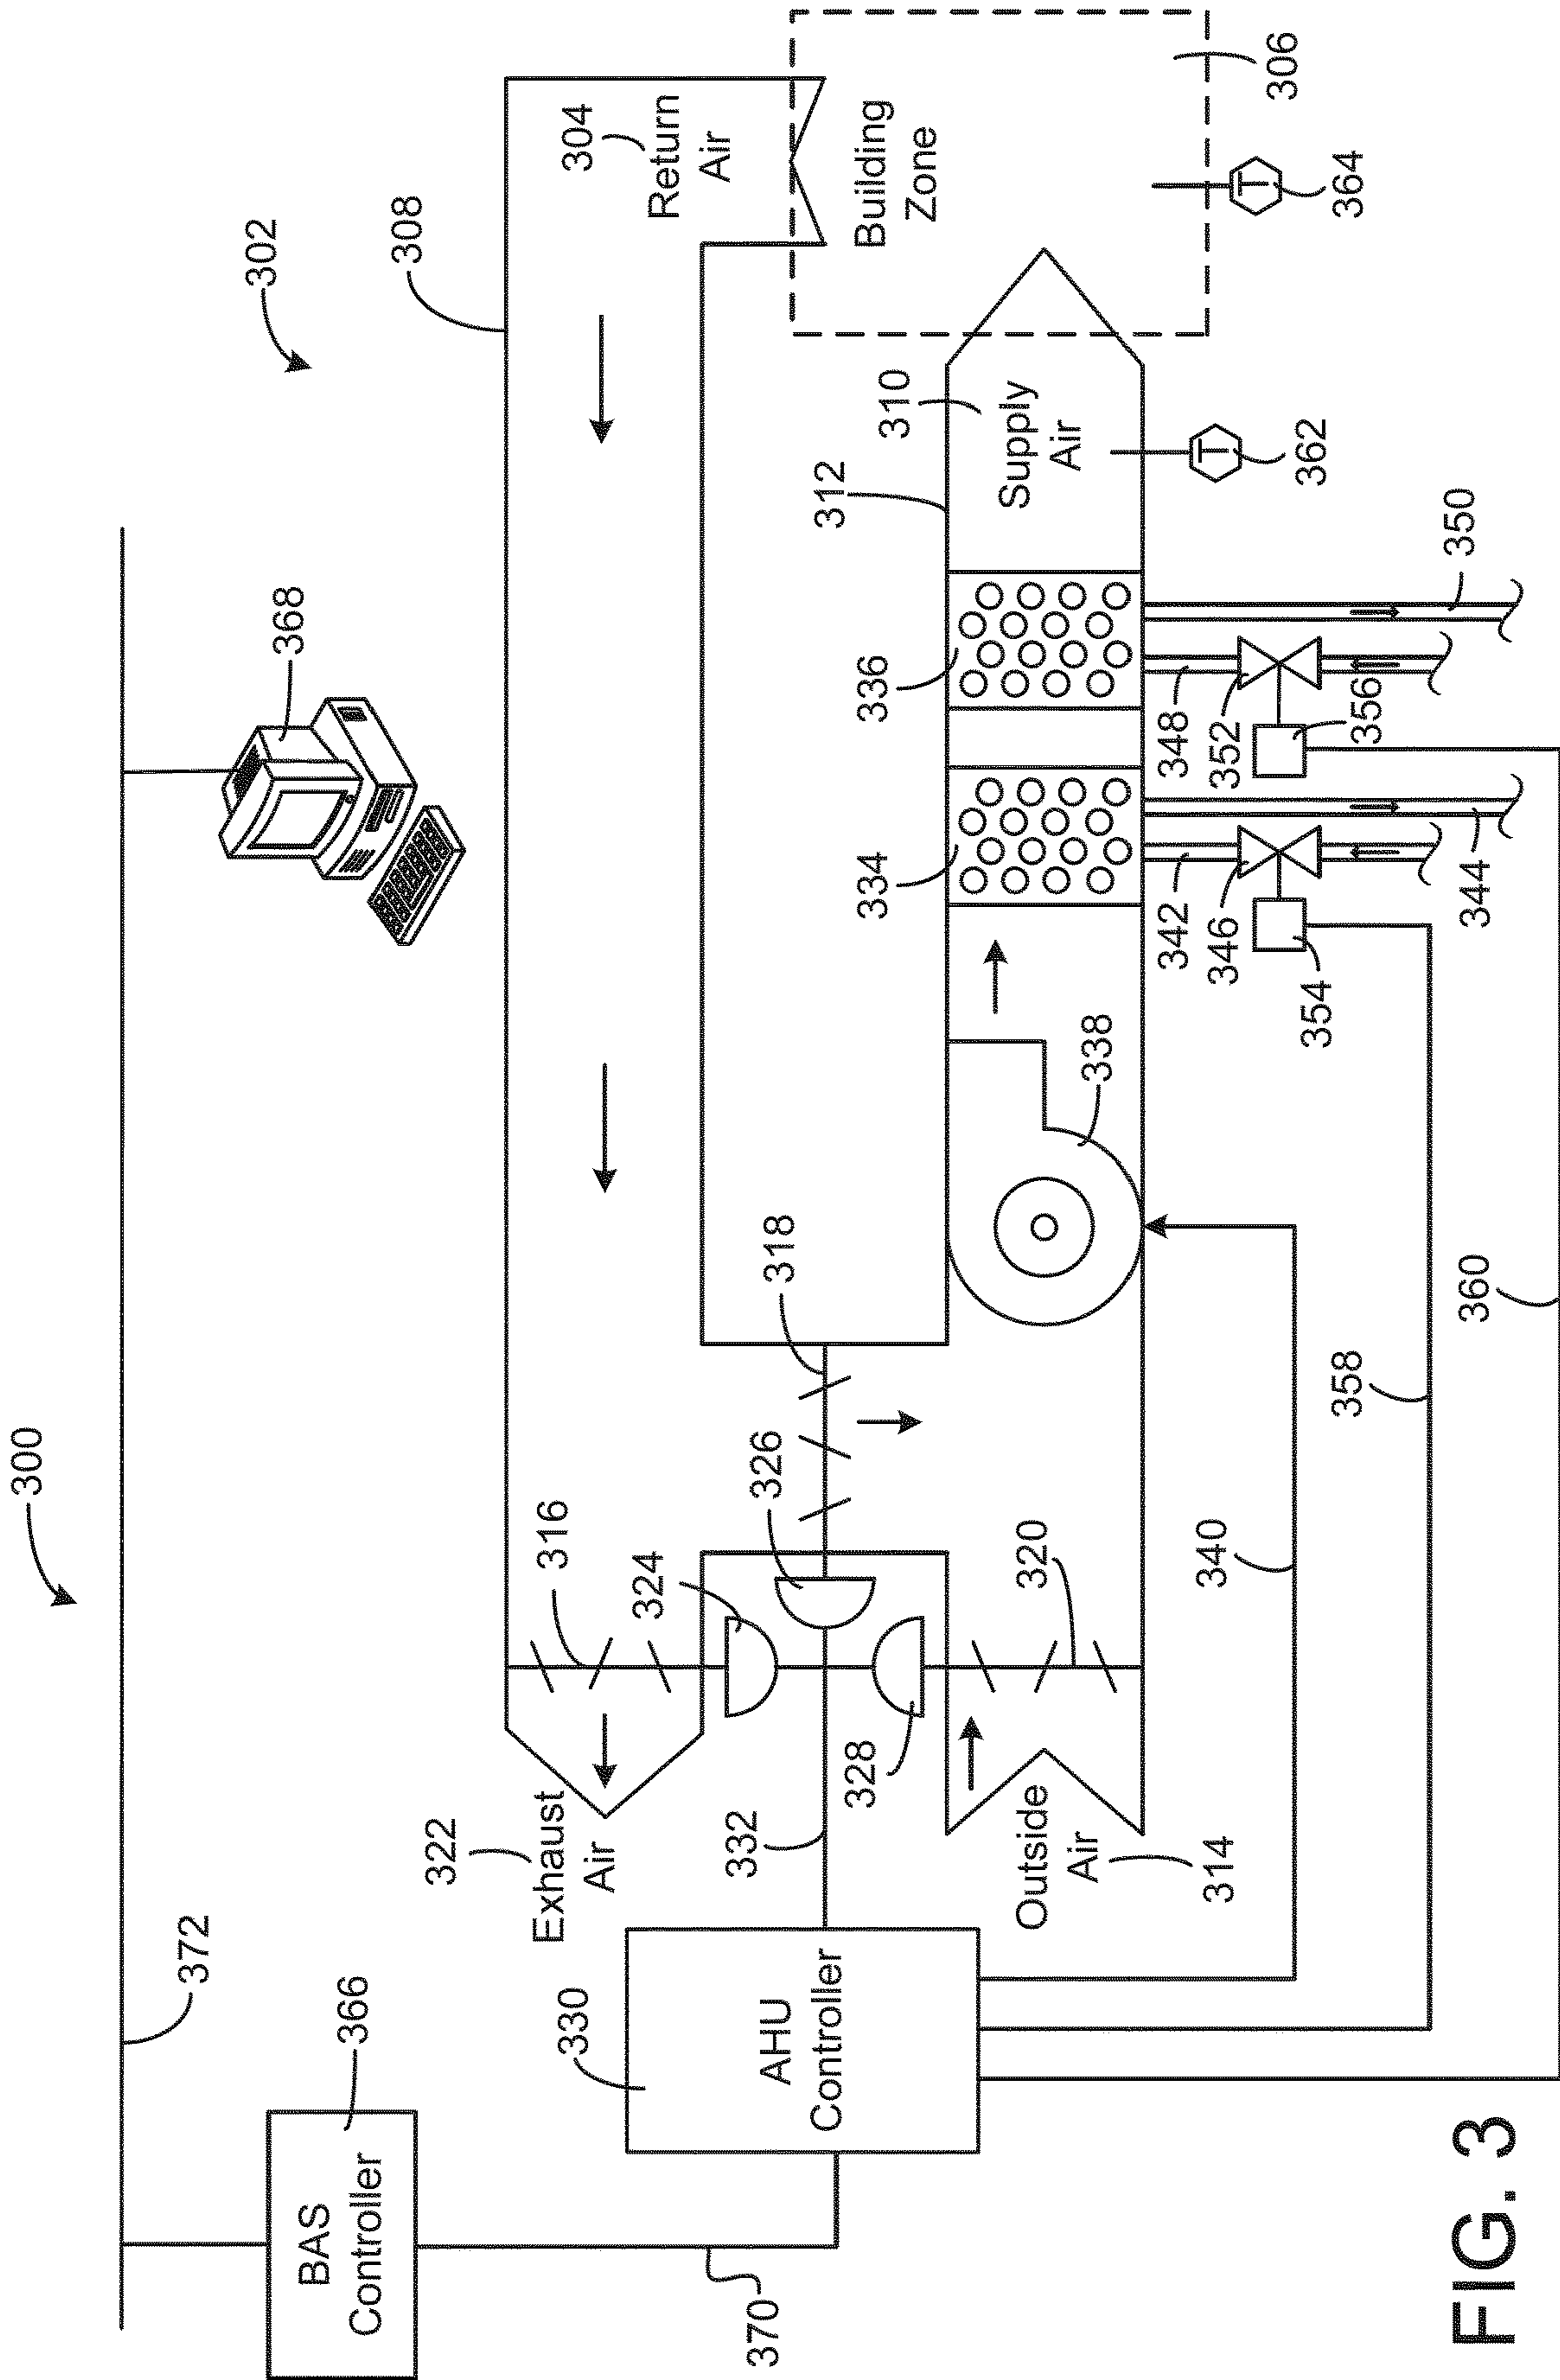 300
372
366
BAS
Controller
370
368
302
308
304
Return
Air
322
Exhaust
Air
316
324
318
326
332
328
330
AHU
Controller
Outside
Air
314
320
340
338
334
336
312
310
Supply
Air
Building
Zone
306
342
346
354
344
348
352
356
350
362
T
364
T
358
360
FIG. 3